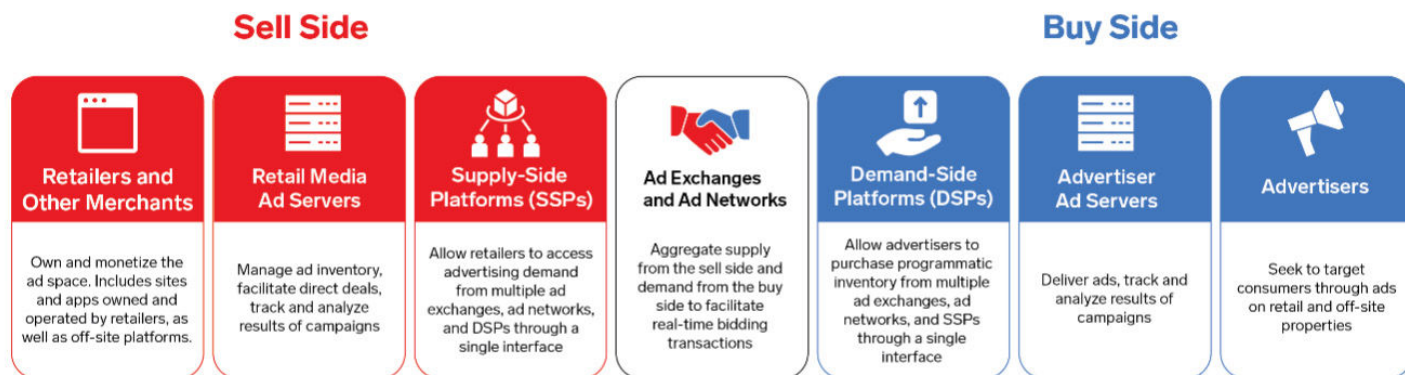 Sell Side
Buy Side
Retailers and
Other Merchants
Own and monetize the
ad space. Includes sites
and apps owned and
operated by retailers, as
well as off-site platforms.
Retail Media
Ad Servers
Manage ad inventory,
facilitate direct deals,
track and analyze
results of campaigns
Supply-Side
Platforms (SSPs)
Allow retailers to access
advertising demand
from multiple ad
exchanges, ad networks,
and DSPs through a
single interface
Ad Exchanges
and Ad Networks
Aggregate supply
from the sell side and
demand from the buy
side to facilitate
real-time bidding
transactions
Demand-Side
Platforms (DSPs)
Allow advertisers to
purchase programmatic
inventory from multiple
ad exchanges, ad
networks, and SSPs
through a single
interface
Advertiser
Ad Servers
Deliver ads, track and
analyze results of
campaigns
Advertisers
Seek to target
consumers through ads
on retail and off-site
properties